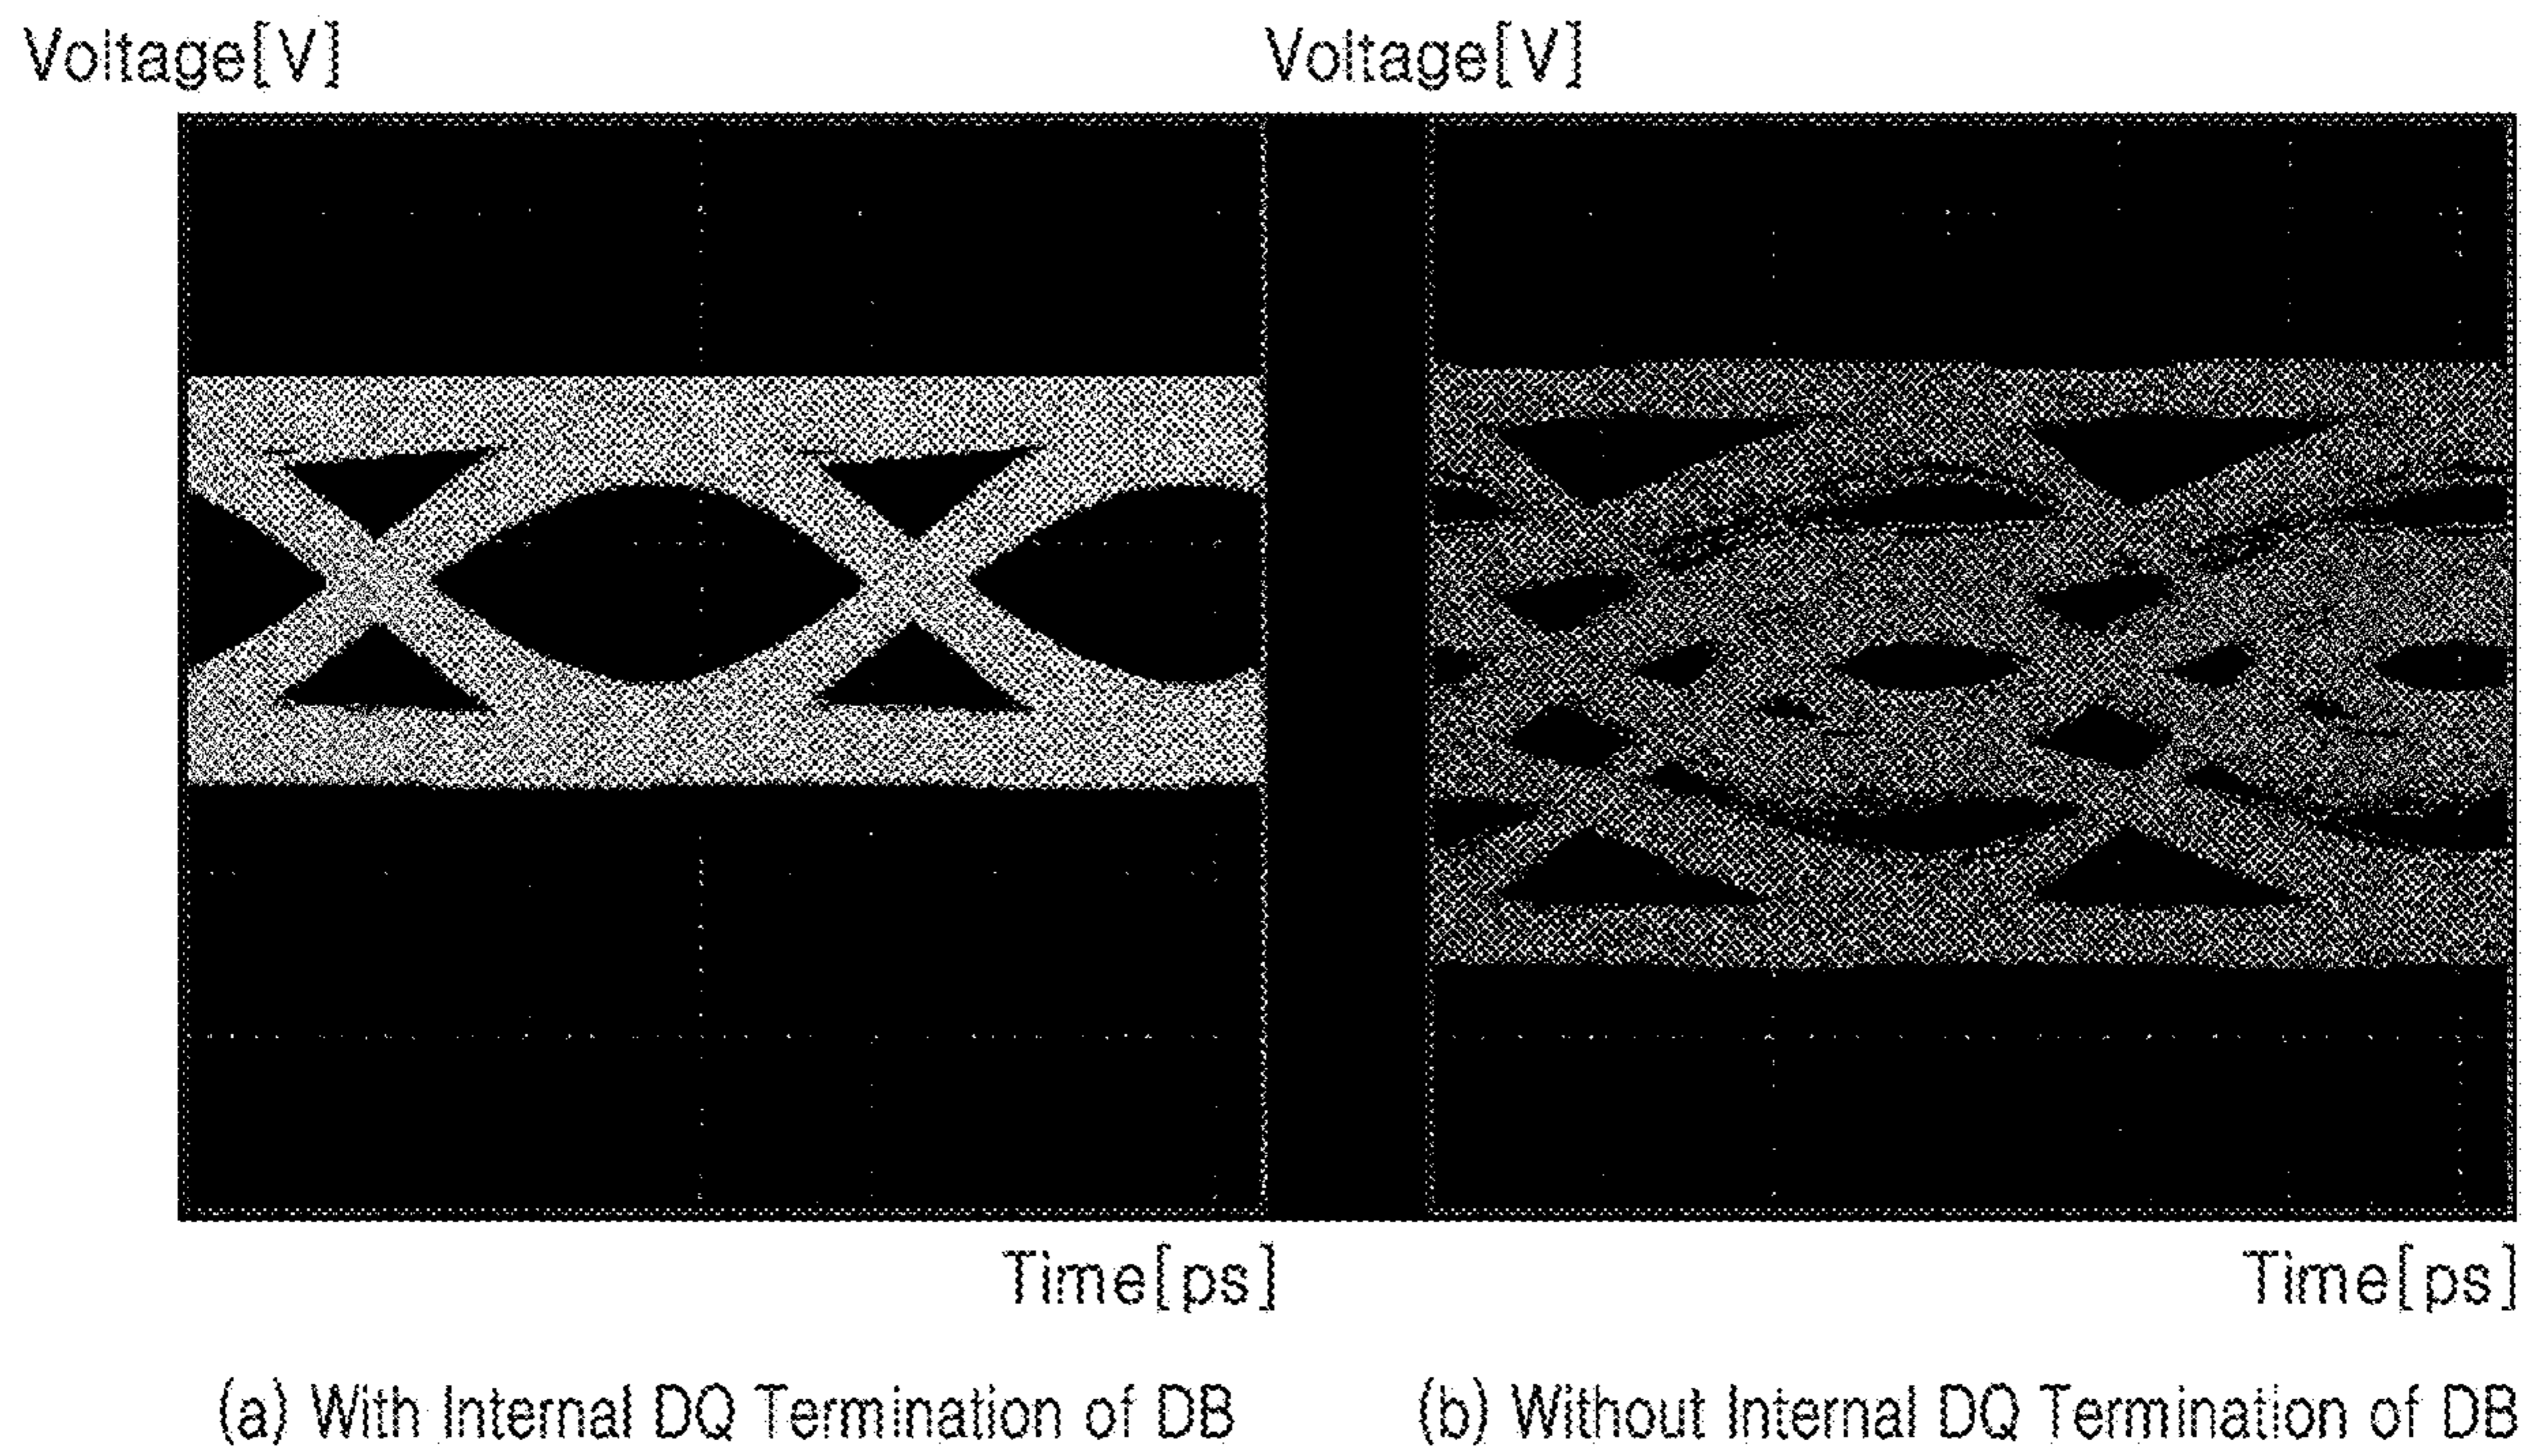 Voltage[V]
Voltage[V]
Time[ps]
Time[ps]
(a) With Internal DQ Termination of DB
(b) Without Internal DQ Termination of DB